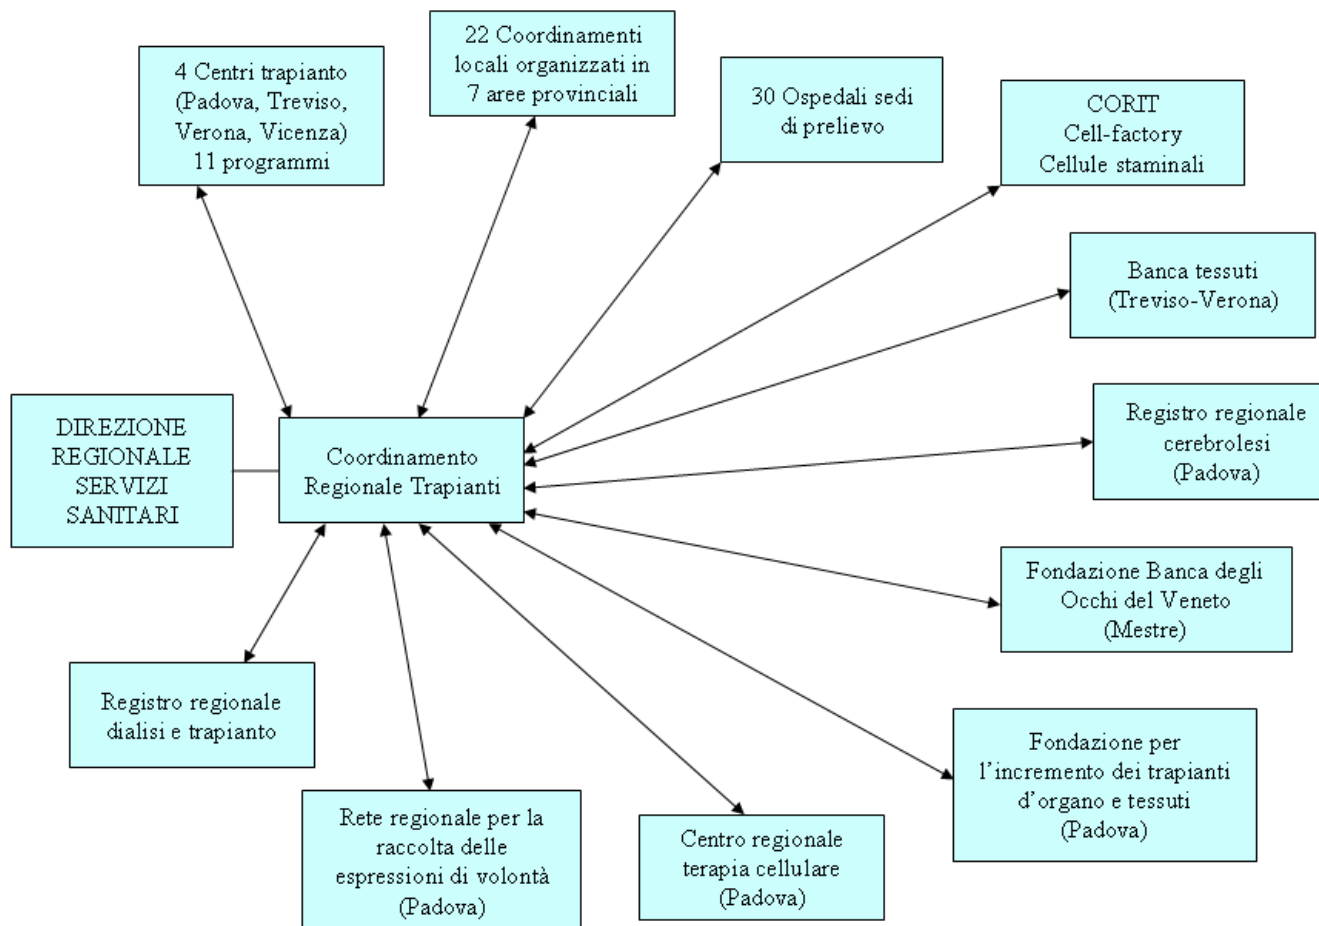 4 Centri trapianto
(Padova, Treviso,
Verona, Vicenza)
11 programmi
22 Coordinamenti
locali organizzati in
7 aree provinciali
30 Ospedali sedi
di prelievo
CORIT
Cell-factory
Cellule staminali
Banca tessuti
(Treviso-Verona)
Registro regionale
cerebrolesi
(Padova)
DIREZIONE
REGIONALE
SERVIZI
SANITARI
Coordinamento
Regionale Trapianti
Fondazione Banca degli
Occhi del Veneto
(Mestre)
Registro regionale
dialisi e trapianto
Fondazione per
l’incremento dei trapianti
d’organo e tessuti
(Padova)
Rete regionale per la
raccolta delle
espressioni di volontà
(Padova)
Centro regionale
terapia cellulare
(Padova)